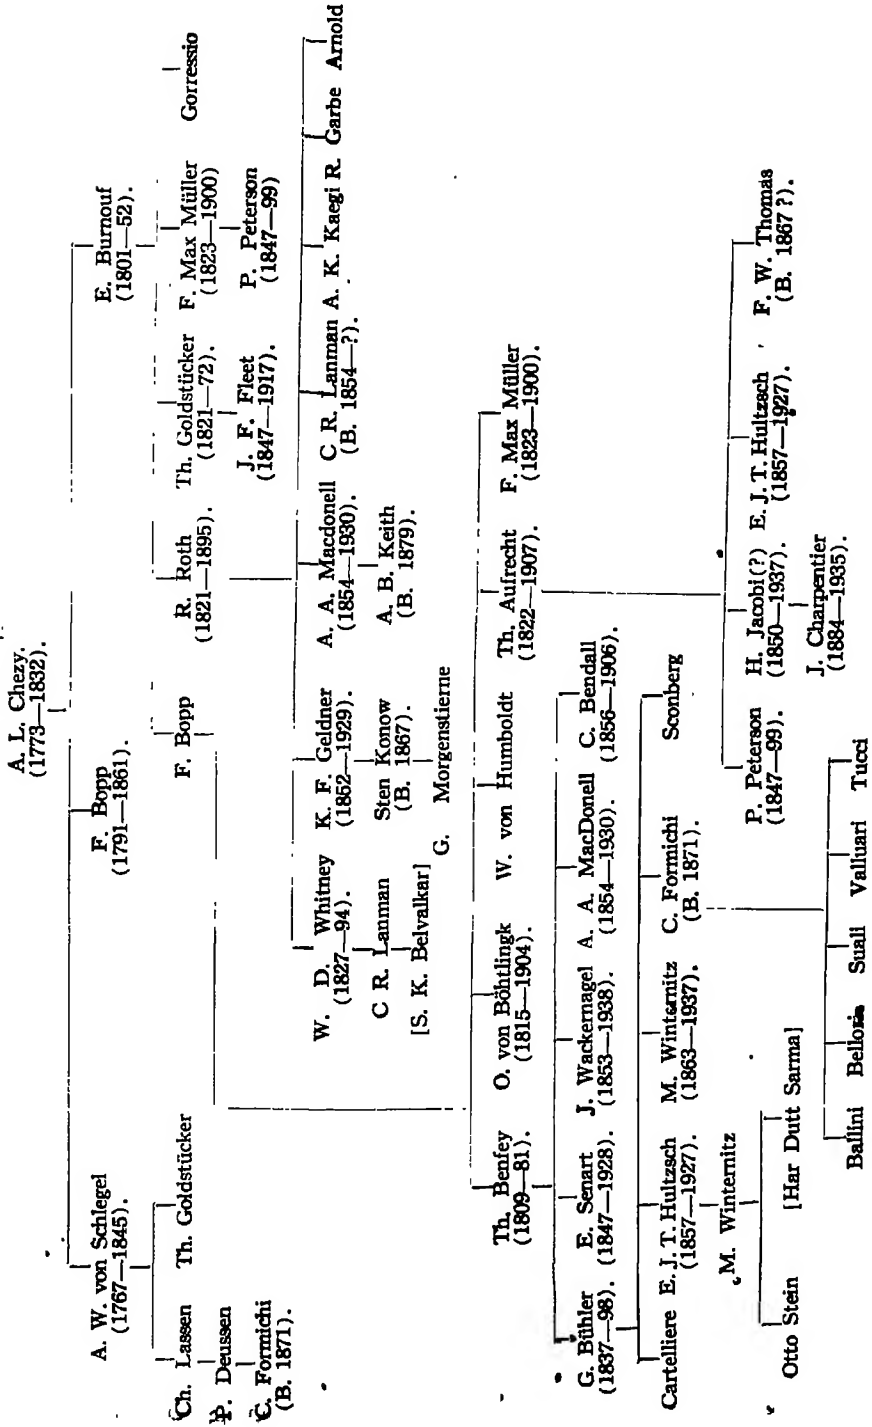 A. L. Chezy.
(1773—1832).
A. W. von Schlegel
(1767—1845).
F. Bopp
(1791—1861).
E. Burnouf
(1801—52).
Ch. Lassen
Th. Goldstücker
P. Deussen
C. Formichi
(B. 1871).
F. Bopp
R. Roth
(1821—1895).
Th. Goldstücker
(1821—72).
F. Max Müller
(1823—1900)
Gorressio
J. F. Fleet
(1847—1917).
P. Peterson
(1847—99)
W. D. Whitney
(1827—94).
K. F. Geldner
(1852—1929).
A. A. Macdonell
(1854—1930).
C R. Lanman
(B. 1854—?).
A. K. Kaegi
R. Garbe
Arnold
C R. Lanman
Sten Konow
(B. 1867).
A. B. Keith
(B. 1879).
[S. K. Belvalkar]
G. Morgenstierne
Th. Benfey
(1809—81).
O. von Böhtlingk
(1815—1904).
W. von Humboldt
Th. Aufrecht
(1822—1907).
F. Max Müller
(1823—1900).
G. Bühler
(1837—98).
E. Senart
(1847—1928).
J. Wackernagel
(1853—1938).
A. A. MacDonell
(1854—1930).
C. Bendall
(1856—1906).
Cartelliere
E. J. T. Hultzsch
(1857—1927).
M. Winternitz
(1863—1937).
C. Formichi
(B. 1871).
Sconberg
M. Winternitz
P. Peterson
(1847—99).
H. Jacobi(?)
(1850—1937).
E. J. T. Hultzsch
(1857—1927).
F. W. Thomas
(B. 1867 ?).
J. Charpentier
(1884—1935).
Otto Stein
[Har Dutt Sarma]
Ballini
Suali
Valluari
Tucci